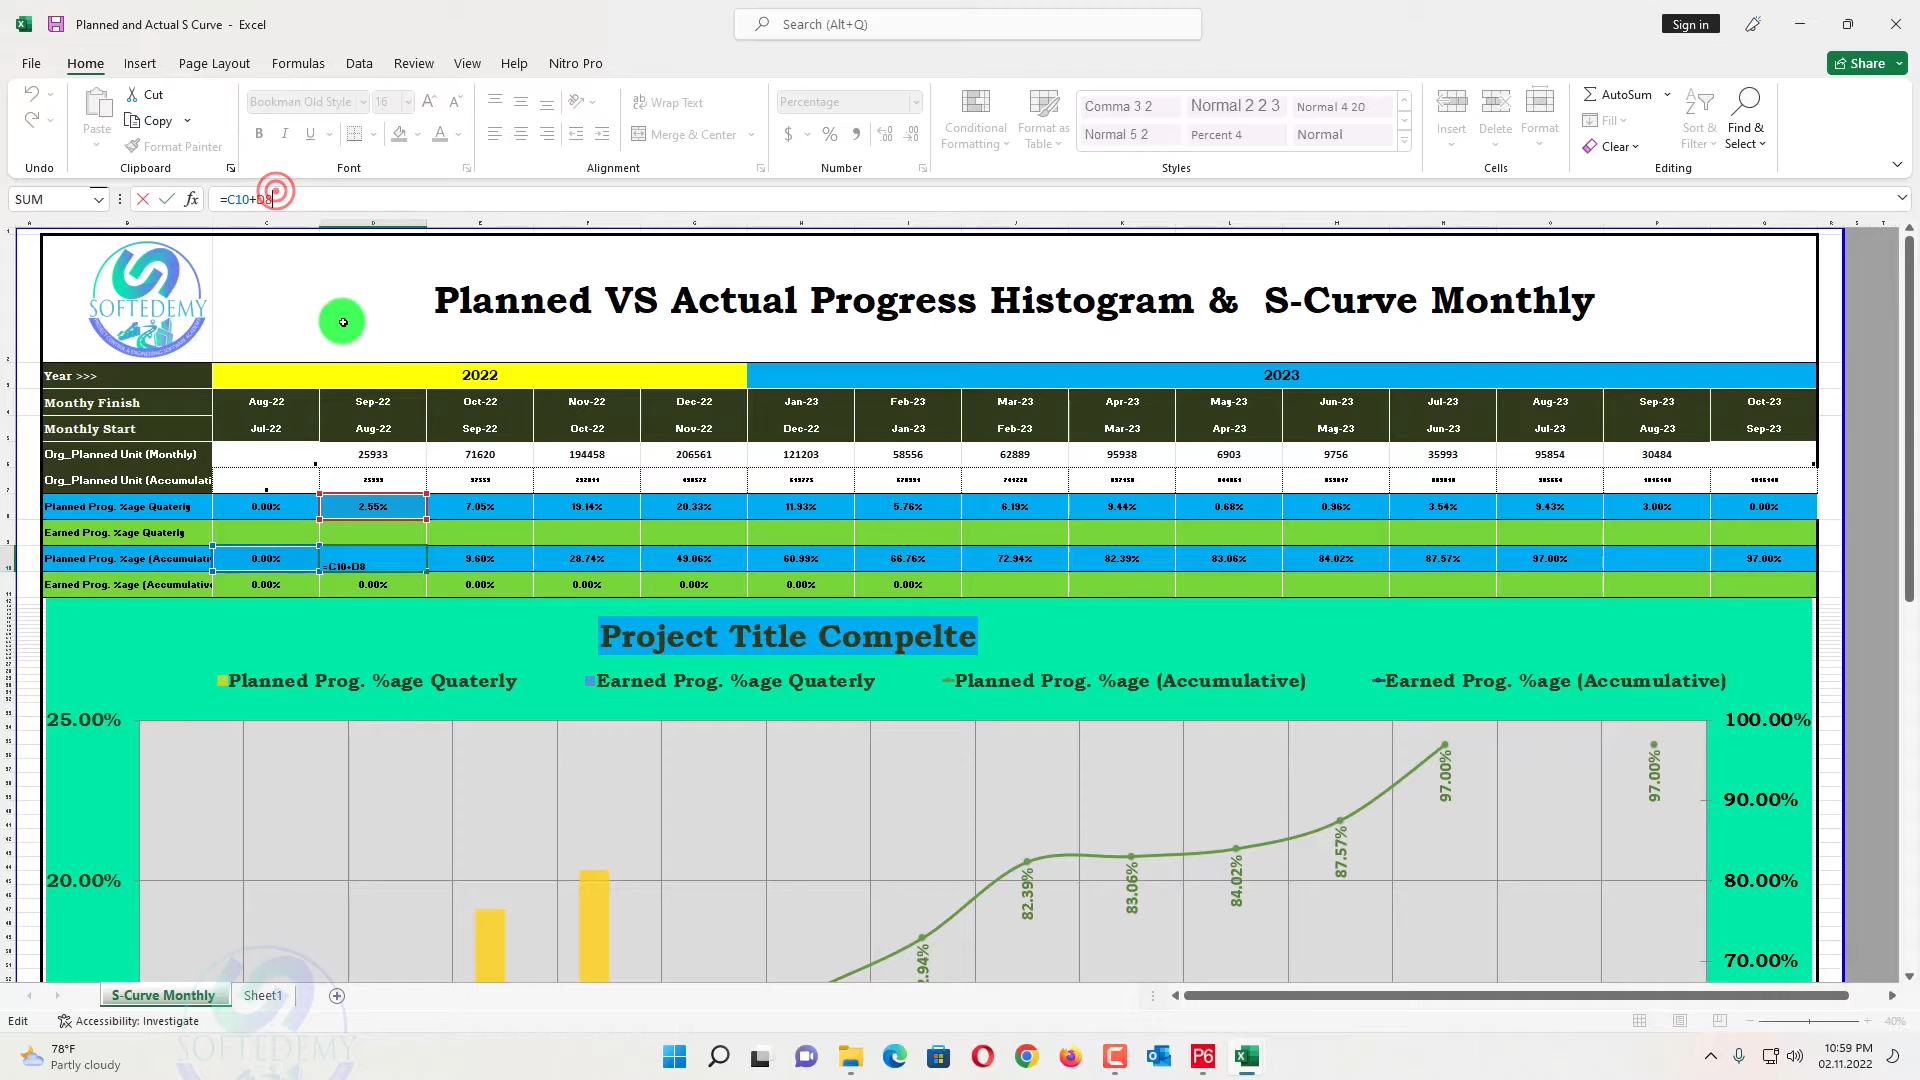 Planned and Actual S Curve - Excel
Search (Alt+Q)
Sign in
File Home Insert Page Layout Formulas Data Review View Help Nitro Pro
Share
Cut
Copy
Format Painter
Paste
Bookman Old Style 16
Wrap Text
Merge & Center
Percentage
Conditional Formatting
Format as Table
Comma 3 2 Normal 2 2 3 Normal 4 20
Normal 5 2 Percent 4 Normal
Insert Delete Format
AutoSum
Fill
Clear
Sort & Filter
Find & Select
Undo Clipboard Font Alignment Number Styles Cells Editing
SUM
=C10+D8
SOFTEDEMY
Planned VS Actual Progress Histogram & S-Curve Monthly
Year >>> 2022 2023
Monthy Finish Aug-22 Sep-22 Oct-22 Nov-22 Dec-22 Jan-23 Feb-23 Mar-23 Apr-23 May-23 Jun-23 Jul-23 Aug-23 Sep-23 Oct-23
Monthly Start Jul-22 Aug-22 Sep-22 Oct-22 Nov-22 Dec-22 Jan-23 Feb-23 Mar-23 Apr-23 May-23 Jun-23 Jul-23 Aug-23 Sep-23
Org_Planned Unit (Monthly) 25933 71620 194458 206561 121203 58556 62889 95938 6903 9756 35993 95854 30484
Org_Planned Unit (Accumulati
Planned Prog. %age Quaterly 0.00% 2.55% 7.05% 19.14% 20.33% 11.93% 5.76% 6.19% 9.44% 0.68% 0.96% 3.54% 9.43% 3.00% 0.00%
Earned Prog. %age Quaterly
Planned Prog. %age (Accumulati 0.00% =C10+D8 9.60% 28.74% 49.06% 60.99% 66.76% 72.94% 82.39% 83.06% 84.02% 87.57% 97.00% 97.00%
Earned Prog. %age (Accumulative 0.00% 0.00% 0.00% 0.00% 0.00% 0.00% 0.00%
Project Title Compelte
Planned Prog. %age Quaterly Earned Prog. %age Quaterly Planned Prog. %age (Accumulative) Earned Prog. %age (Accumulative)
25.00% 100.00%
90.00%
20.00% 80.00%
70.00%
.94%
82.39%
83.06%
84.02%
87.57%
97.00%
97.00%
S-Curve Monthly Sheet1
Edit Accessibility: Investigate
40%
SOFTEDEMY
78°F
Partly cloudy
P6
10:59 PM
02.11.2022